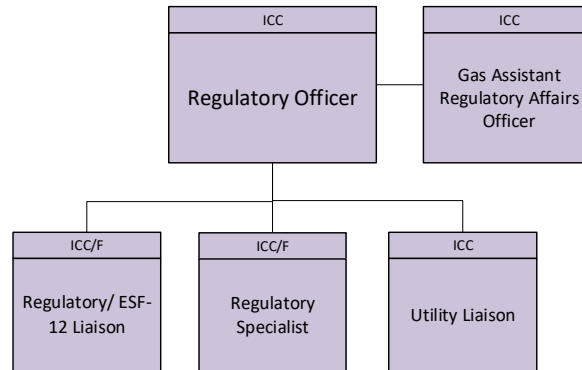 ICC
Regulatory Officer
ICC
Gas Assistant
Regulatory Affairs
Officer
ICC/F
Regulatory/ ESF-
12 Liaison
ICC/F
Regulatory
Specialist
ICC
Utility Liaison